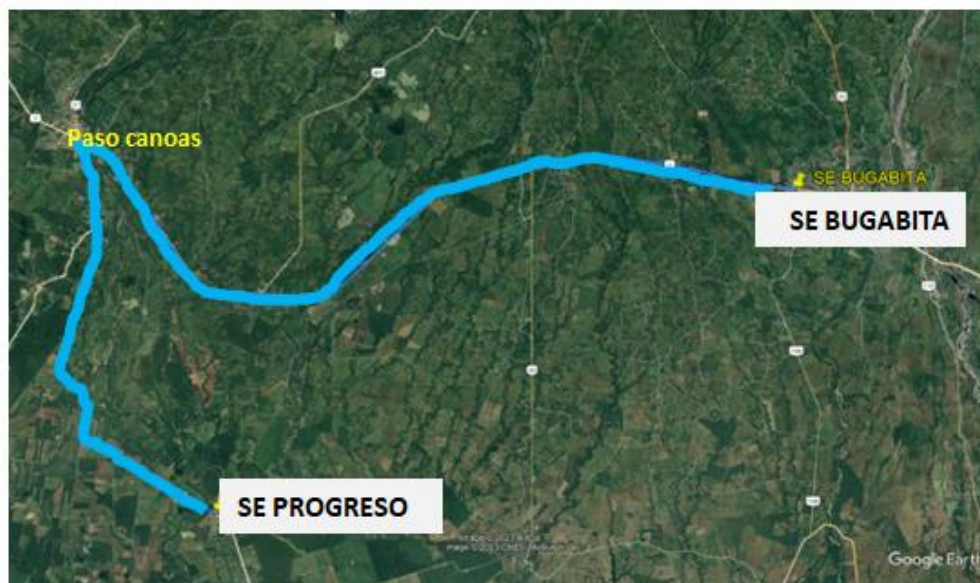 Paso canoas
SE BUGABITA
SE BUGABITA
SE PROGRESO
Google Earth